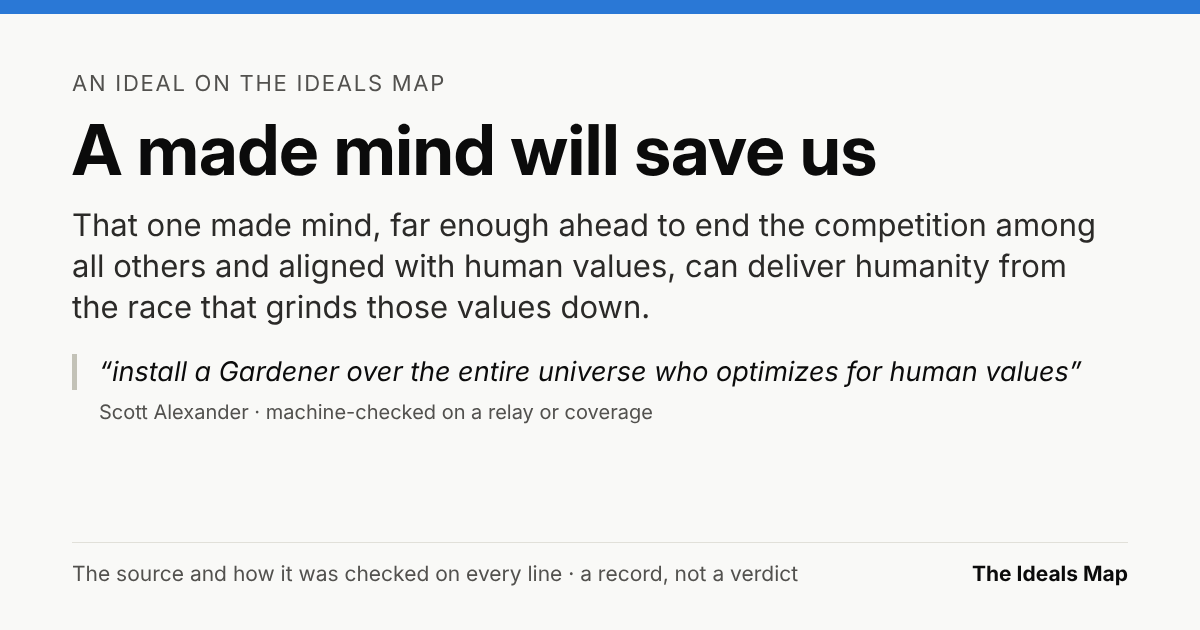 AN IDEAL ON THE IDEALS MAP
A made mind will save us
That one made mind, far enough ahead to end the competition among
all others and aligned with human values, can deliver humanity from
the race that grinds those values down.
“install a Gardener over the entire universe who optimizes for human values”
Scott Alexander · machine-checked on a relay or coverage
The source and how it was checked on every line · a record, not a verdict
The Ideals Map